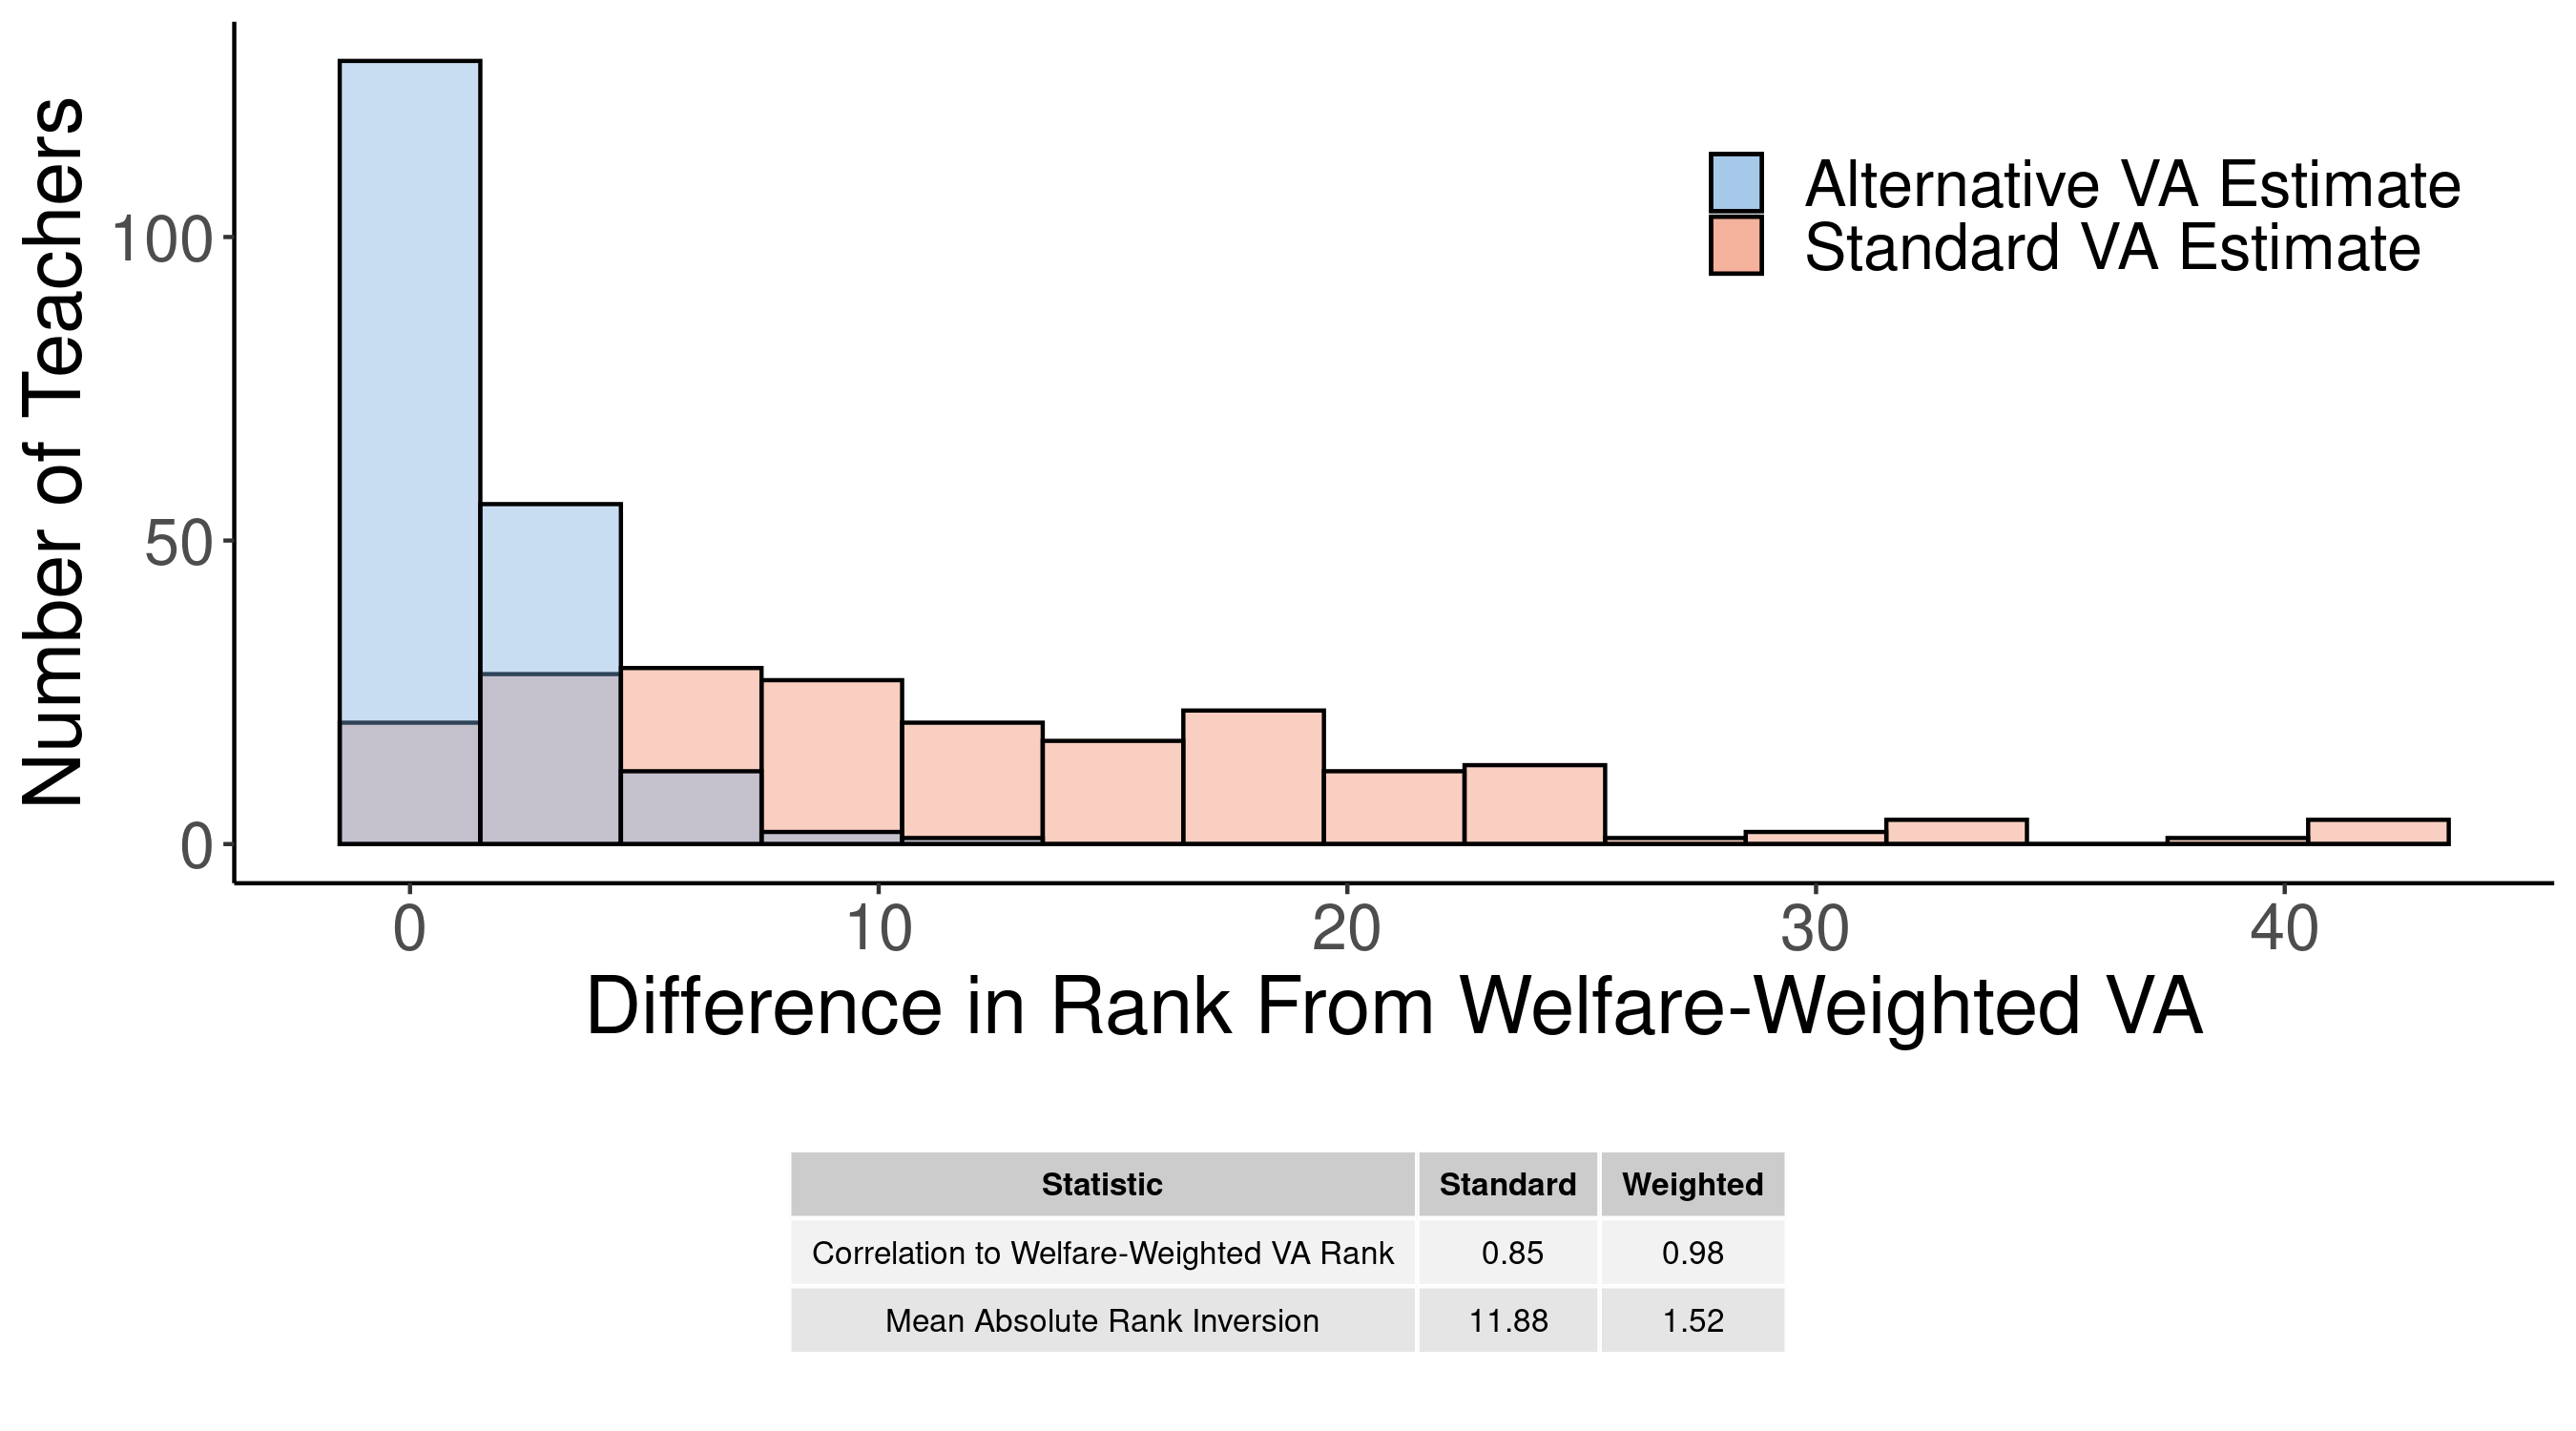 Number of Teachers
100
50
0
Alternative VA Estimate
Standard VA Estimate
0 10 20 30 40
Difference in Rank From Welfare-Weighted VA
Statistic Standard Weighted
Correlation to Welfare-Weighted VA Rank 0.85 0.98
Mean Absolute Rank Inversion 11.88 1.52